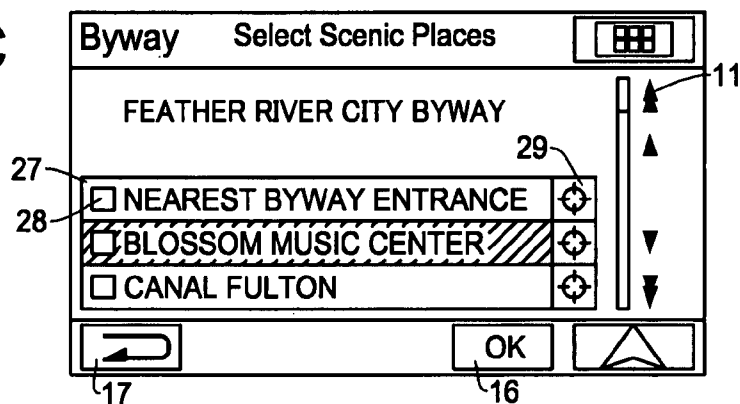 C
Byway Select Scenic Places
11
FEATHER RIVER CITY BYWAY
29
27
NEAREST BYWAY ENTRANCE
28
BLOSSOM MUSIC CENTER
CANAL FULTON
OK
17
16